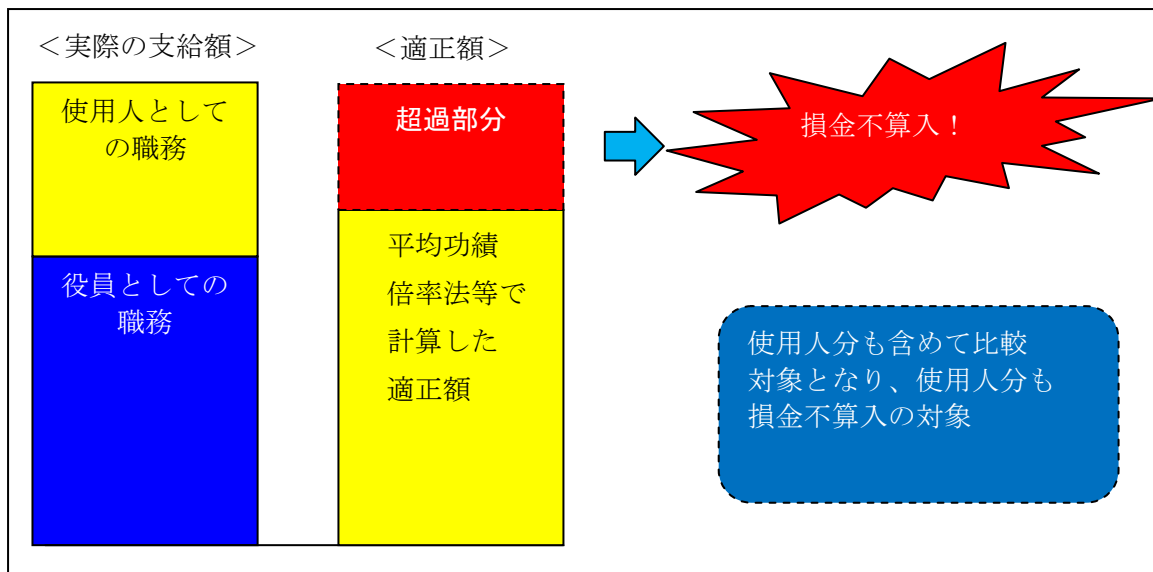 ＜実際の支給額＞
＜適正額＞
使用人として
の職務
役員としての
職務
超過部分
平均功績
倍率法等で
計算した
適正額
損金不算入！
使用人分も含めて比較
対象となり、使用人分も
損金不算入の対象